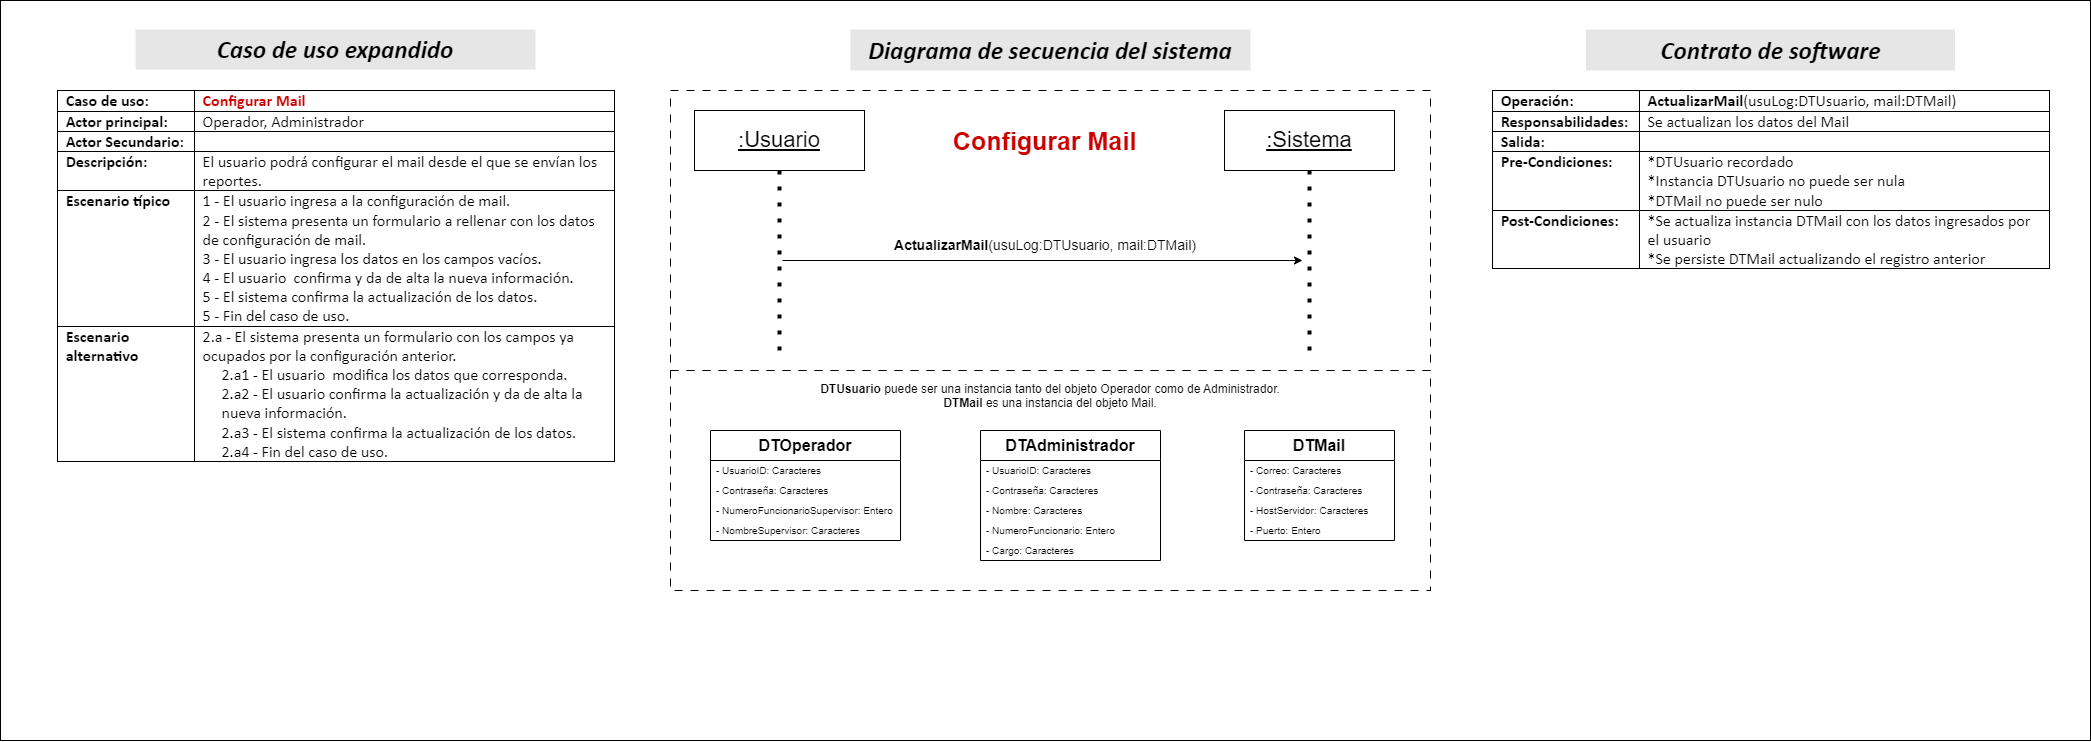 Caso de uso expandido
Caso de uso:
Configurar Mail
Actor principal:
Operador, Administrador
Actor Secundario:
Descripción:
El usuario podrá configurar el mail desde el que se envían los
reportes.
Escenario típico
1 - El usuario ingresa a la configuración de mail.
2 - El sistema presenta un formulario a rellenar con los datos
de configuración de mail.
3 - El usuario ingresa los datos en los campos vacíos.
4 - El usuario  confirma y da de alta la nueva información.
5 - El sistema confirma la actualización de los datos.
5 - Fin del caso de uso.
Escenario
alternativo
2.a - El sistema presenta un formulario con los campos ya
ocupados por la configuración anterior.
2.a1 - El usuario  modifica los datos que corresponda.
2.a2 - El usuario confirma la actualización y da de alta la
nueva información.
2.a3 - El sistema confirma la actualización de los datos.
2.a4 - Fin del caso de uso.
Diagrama de secuencia del sistema
:Usuario
Configurar Mail
:Sistema
ActualizarMail(usuLog:DTUsuario, mail:DTMail)
DTUsuario puede ser una instancia tanto del objeto Operador como de Administrador.
DTMail es una instancia del objeto Mail.
DTOperador
- UsuarioID: Caracteres
- Contraseña: Caracteres
- NumeroFuncionarioSupervisor: Entero
- NombreSupervisor: Caracteres
DTAdministrador
- UsuarioID: Caracteres
- Contraseña: Caracteres
- Nombre: Caracteres
- NumeroFuncionario: Entero
- Cargo: Caracteres
DTMail
- Correo: Caracteres
- Contraseña: Caracteres
- HostServidor: Caracteres
- Puerto: Entero
Contrato de software
Operación:
ActualizarMail(usuLog:DTUsuario, mail:DTMail)
Responsabilidades:
Se actualizan los datos del Mail
Salida:
Pre-Condiciones:
*DTUsuario recordado
*Instancia DTUsuario no puede ser nula
*DTMail no puede ser nulo
Post-Condiciones:
*Se actualiza instancia DTMail con los datos ingresados por
el usuario
*Se persiste DTMail actualizando el registro anterior